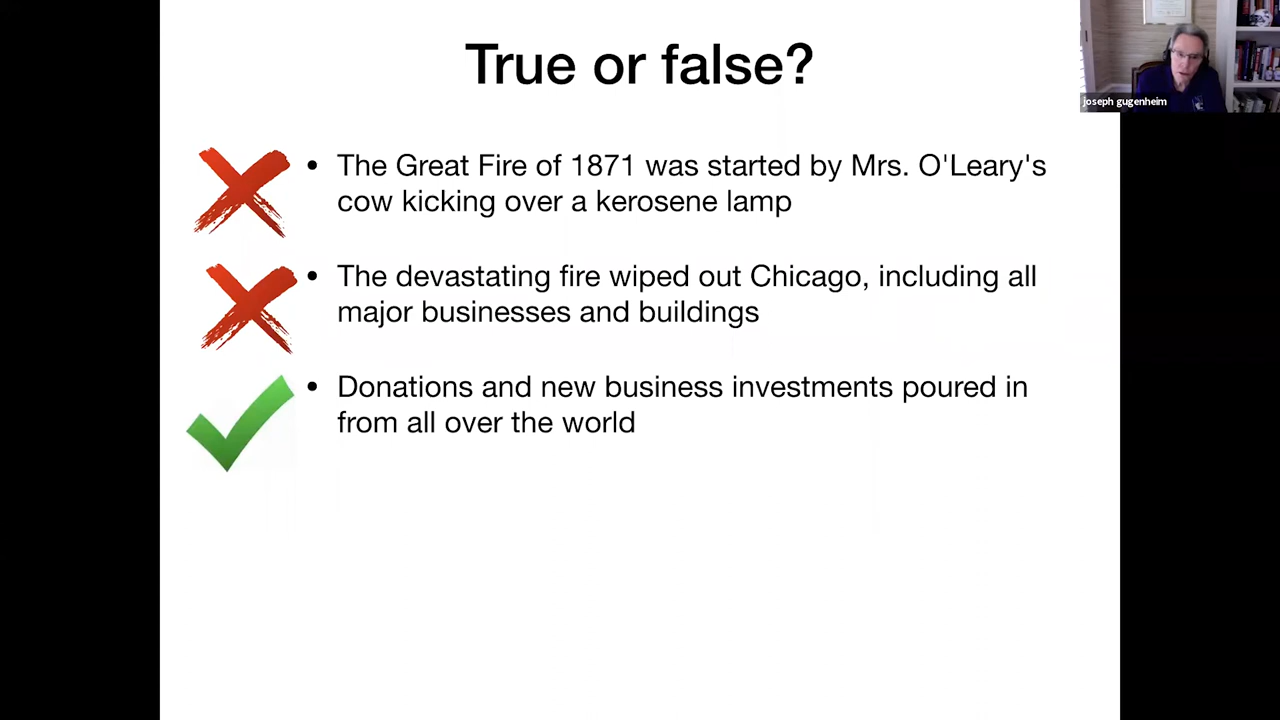 True or false?
joseph gugenheim
• The Great Fire of 1871 was started by Mrs. O'Leary's
cow kicking over a kerosene lamp
• The devastating fire wiped out Chicago, including all
major businesses and buildings
• Donations and new business investments poured in
from all over the world